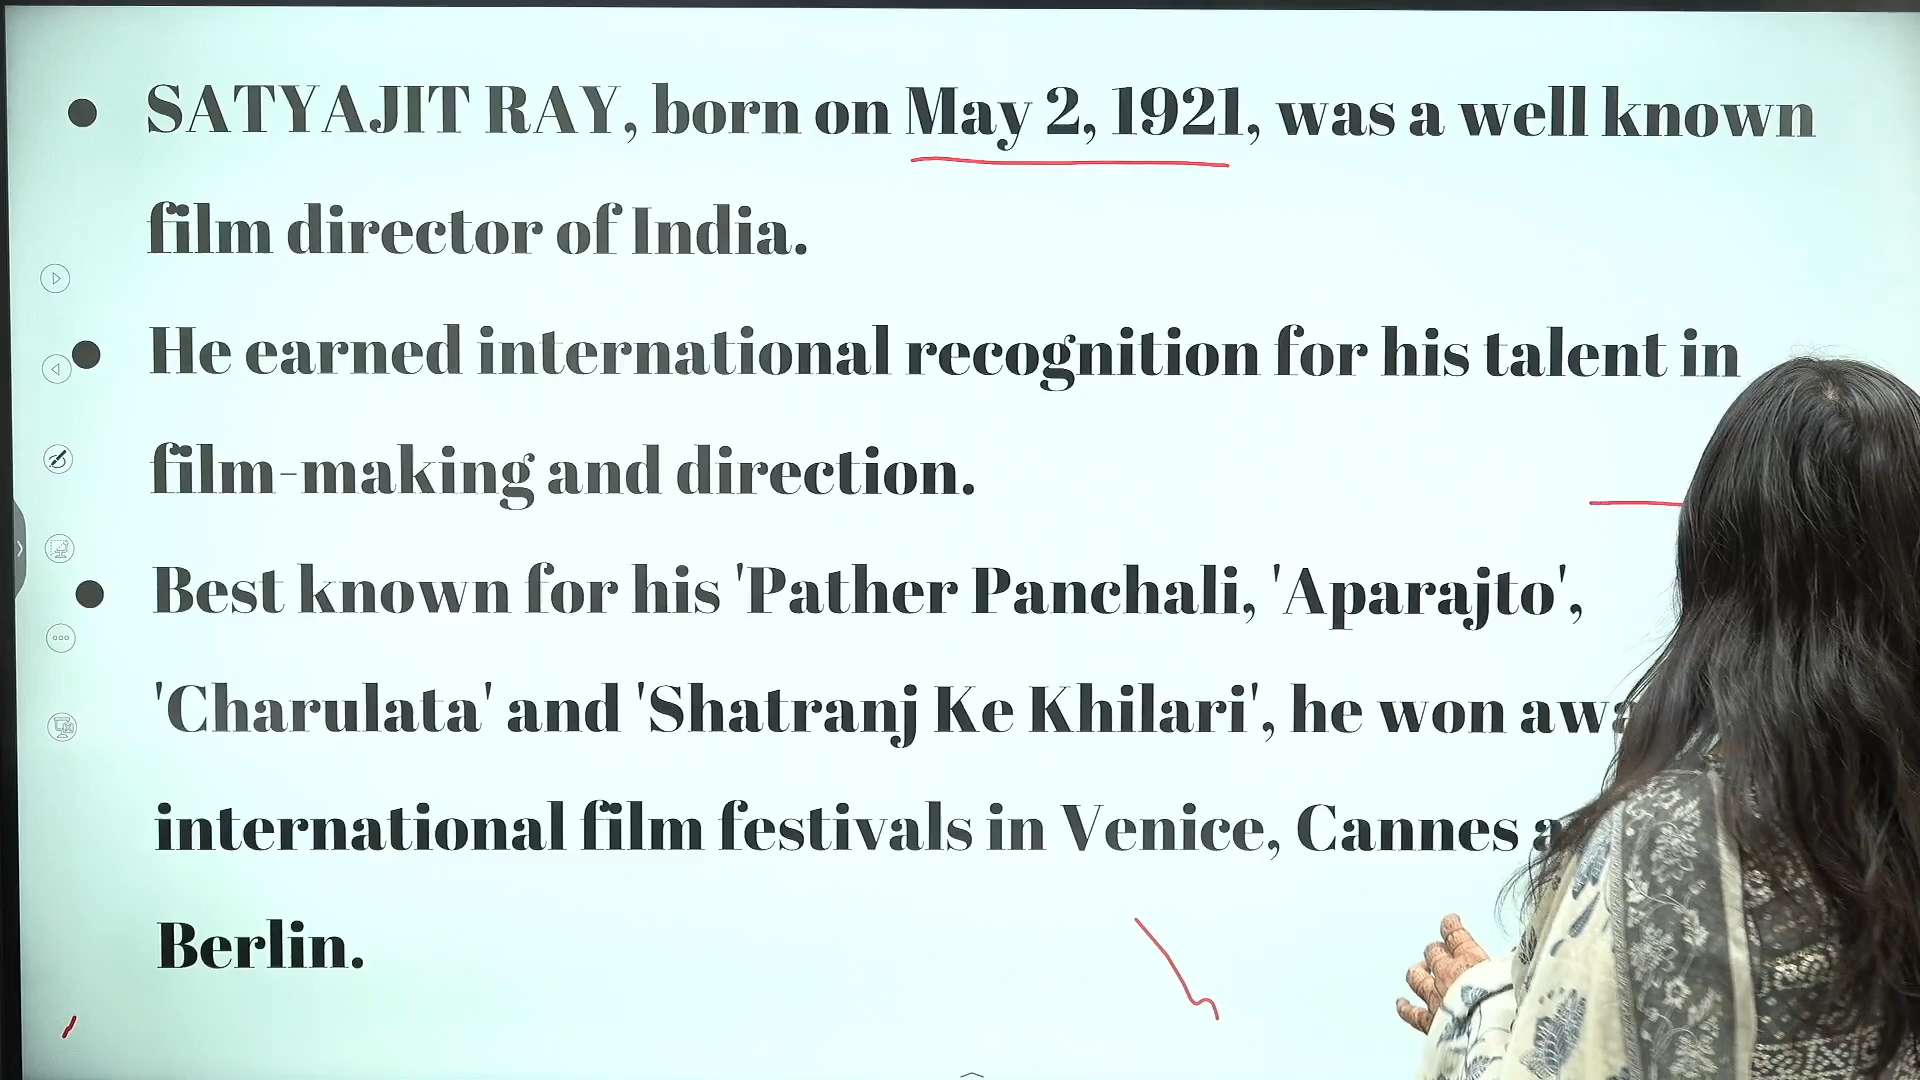 ● SATYAJIT RAY, born on May 2, 1921, was a well known
film director of India.
● He earned international recognition for his talent in
film-making and direction.
● Best known for his 'Pather Panchali, 'Aparajto',
'Charulata' and 'Shatranj Ke Khilari', he won
international film festivals in Venice, Cannes
Berlin.